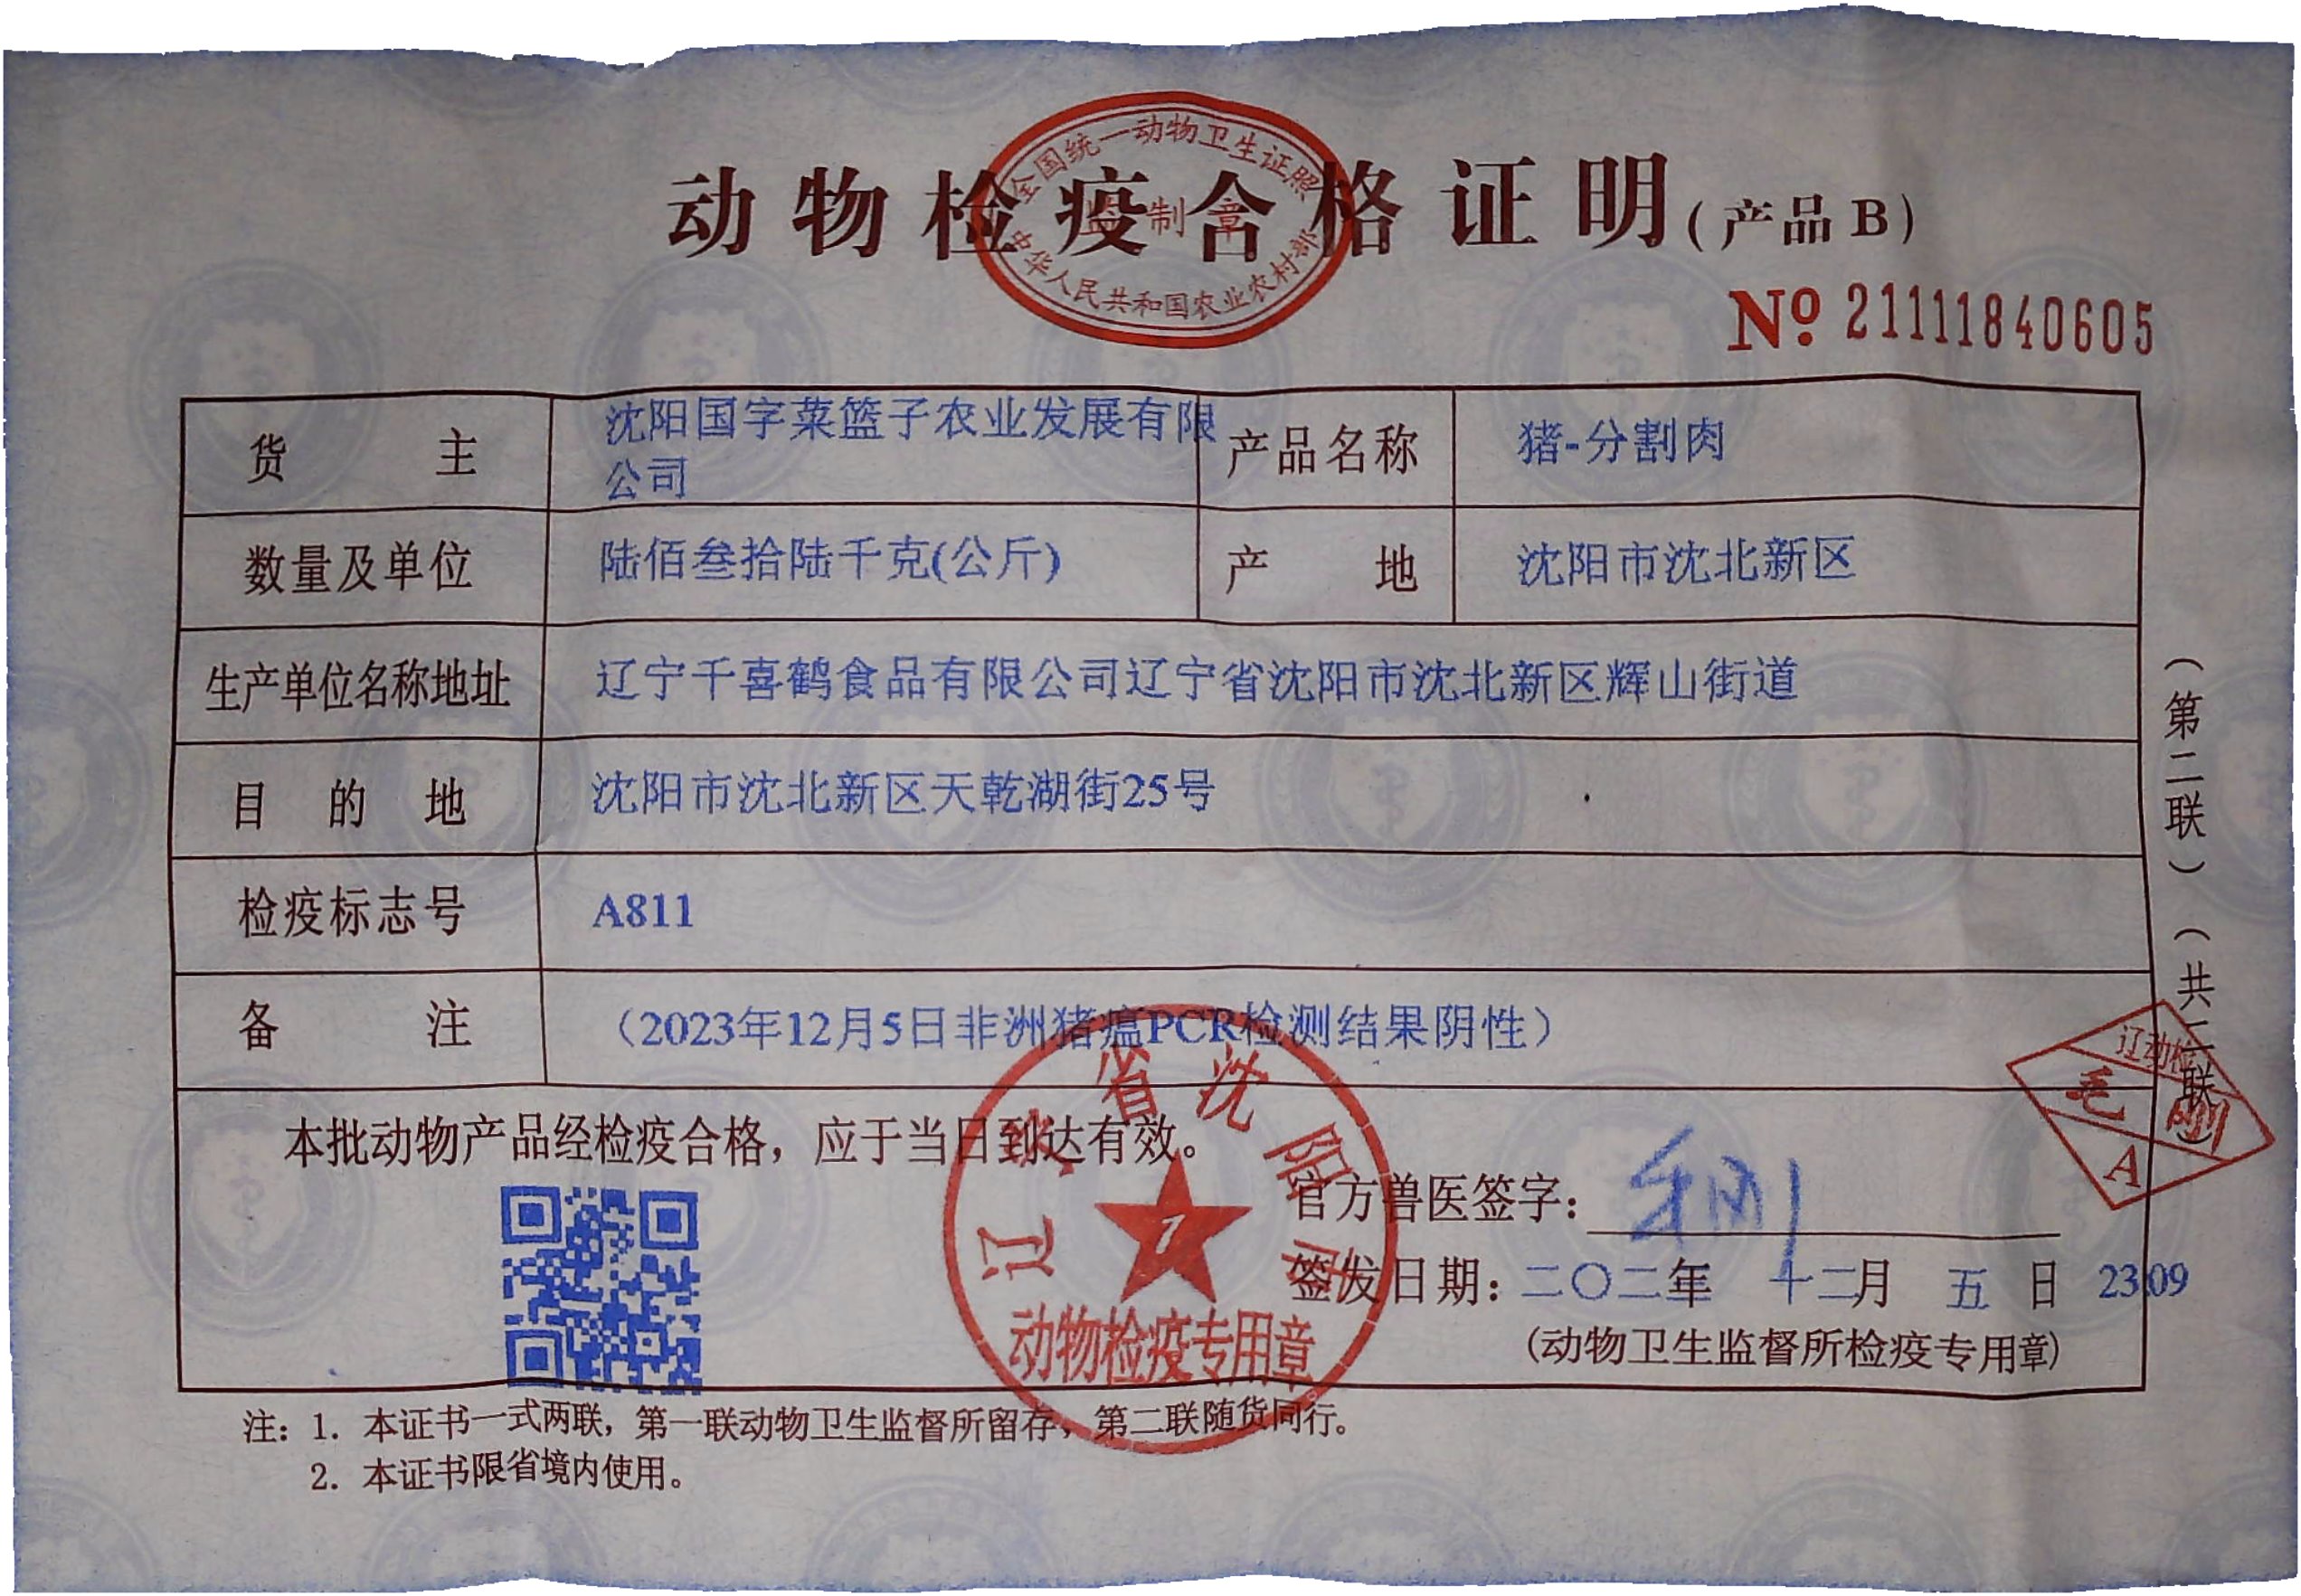 动物检疫合格证明(产品B)
全国统一动物卫生证照
监制章
中华人民共和国农业农村部
№ 21111840605
货主 沈阳国字菜篮子农业发展有限公司 产品名称 猪-分割肉
数量及单位 陆佰叁拾陆千克(公斤) 产地 沈阳市沈北新区
生产单位名称地址 辽宁千喜鹤食品有限公司辽宁省沈阳市沈北新区辉山街道
目的地 沈阳市沈北新区天乾湖街25号
检疫标志号 A811
备注 （2023年12月5日非洲猪瘟PCR检测结果阴性）
(第二联)(共二联)
辽动检
毛刚
A
本批动物产品经检疫合格，应于当日到达有效。
官方兽医签字：
签发日期：二〇二年 十二月 五 日 23:09
(动物卫生监督所检疫专用章)
辽宁省沈阳市
1
动物检疫专用章
注：1. 本证书一式两联，第一联动物卫生监督所留存，第二联随货同行。
2. 本证书限省境内使用。